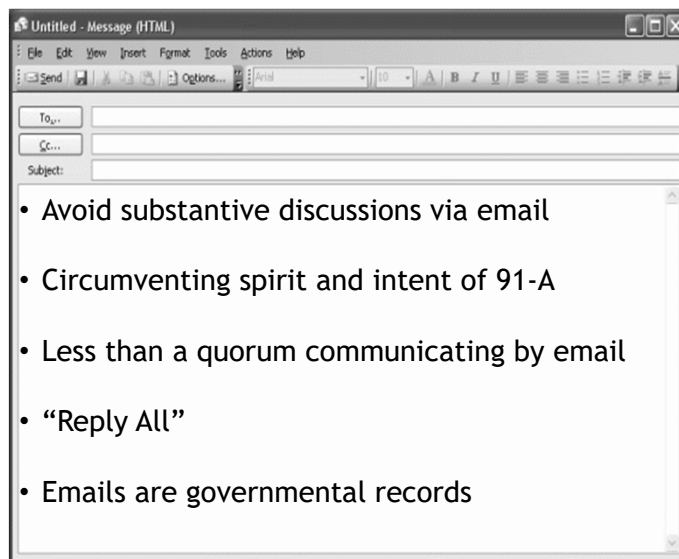 Untitled - Message (HTML)
File Edit View Insert Format Tools Actions Help
Send Options... Arial 10 A B I U
To...
Cc...
Subject:
• Avoid substantive discussions via email
• Circumventing spirit and intent of 91-A
• Less than a quorum communicating by email
• “Reply All”
• Emails are governmental records